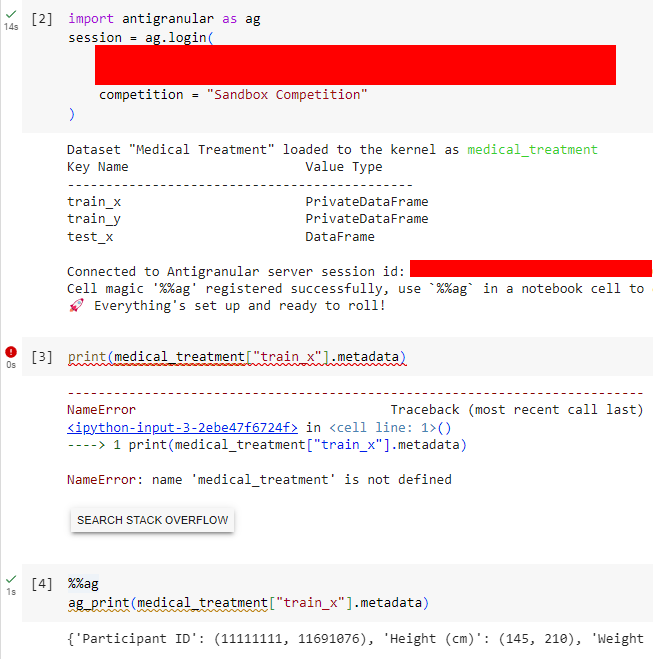 [2] import antigranular as ag
14s
session = ag.login(
competition = "Sandbox Competition"
)
Dataset "Medical Treatment" loaded to the kernel as medical_treatment
Key Name Value Type
---------------------------------------------
train_x PrivateDataFrame
train_y PrivateDataFrame
test_x DataFrame
Connected to Antigranular server session id:
Cell magic '%%ag' registered successfully, use `%%ag` in a notebook cell to
🚀 Everything's set up and ready to roll!
[3] print(medical_treatment["train_x"].metadata)
0s
---------------------------------------------------------------------------
NameError Traceback (most recent call last)
<ipython-input-3-2ebe47f6724f> in <cell line: 1>()
----> 1 print(medical_treatment["train_x"].metadata)
NameError: name 'medical_treatment' is not defined
SEARCH STACK OVERFLOW
[4] %%ag
1s
ag_print(medical_treatment["train_x"].metadata)
{'Participant ID': (11111111, 11691076), 'Height (cm)': (145, 210), 'Weight